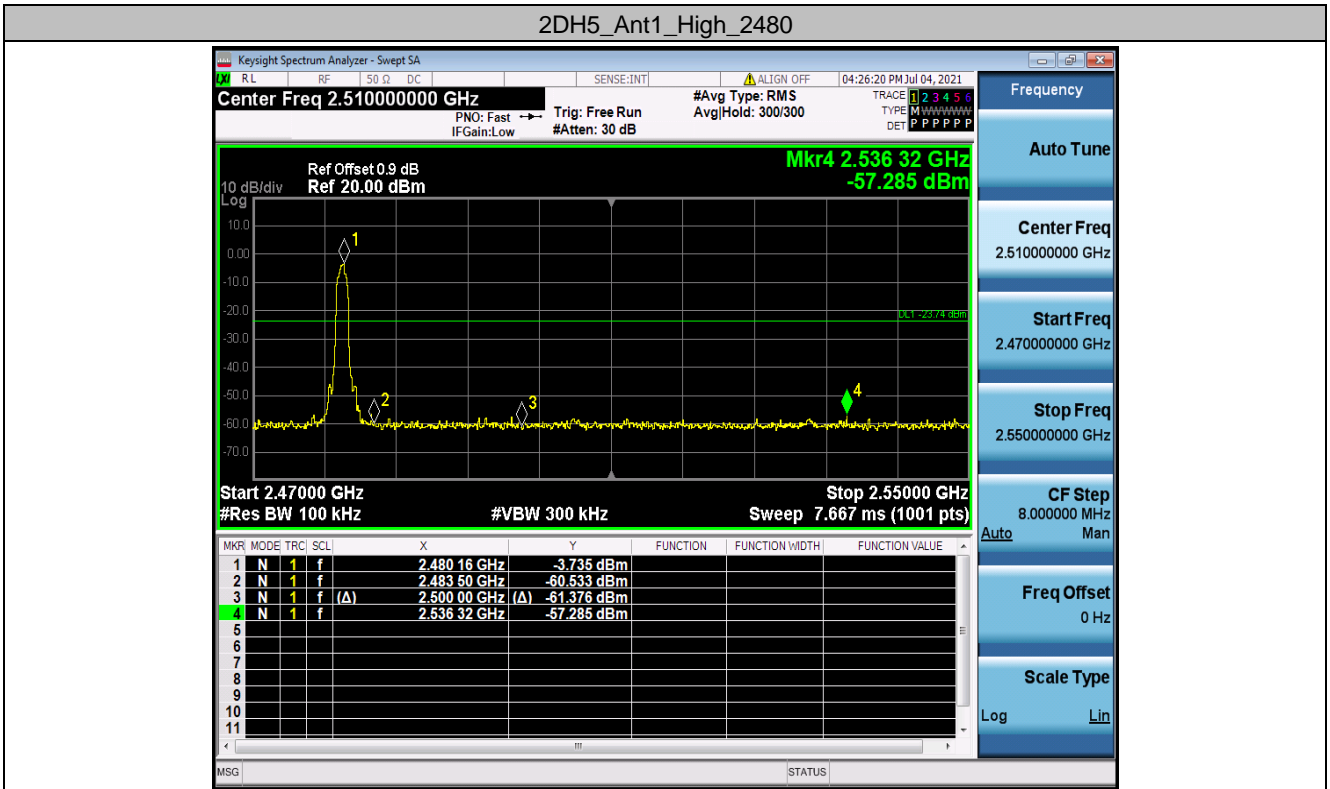 2DH5_Ant1_High_2480
Keysight Spectrum Analyzer - Swept SA
LXI RL RF 50 Ω DC SENSE:INT ALIGN OFF 04:26:20 PM Jul 04, 2021
Center Freq 2.510000000 GHz
PNO: Fast
IFGain:Low
Trig: Free Run
#Atten: 30 dB
#Avg Type: RMS
Avg|Hold: 300/300
TRACE 1 2 3 4 5 6
TYPE M WWWWW
DET P P P P P P
Frequency
Auto Tune
Center Freq
2.510000000 GHz
Start Freq
2.470000000 GHz
Stop Freq
2.550000000 GHz
CF Step
8.000000 MHz
Auto Man
Freq Offset
0 Hz
Scale Type
Log Lin
Mkr4 2.536 32 GHz
-57.285 dBm
Ref Offset 0.9 dB
10 dB/div Ref 20.00 dBm
Log
10.0
0.00
-10.0
-20.0
-30.0
-40.0
-50.0
-60.0
-70.0
1
2
3
4
DL1 -23.74 dBm
Start 2.47000 GHz Stop 2.55000 GHz
#Res BW 100 kHz #VBW 300 kHz Sweep 7.667 ms (1001 pts)
MKR MODE TRC SCL X Y FUNCTION FUNCTION WIDTH FUNCTION VALUE
1 N 1 f 2.480 16 GHz -3.735 dBm
2 N 1 f 2.483 50 GHz -60.533 dBm
3 N 1 f (Δ) 2.500 00 GHz (Δ) -61.376 dBm
4 N 1 f 2.536 32 GHz -57.285 dBm
5
6
7
8
9
10
11
MSG STATUS